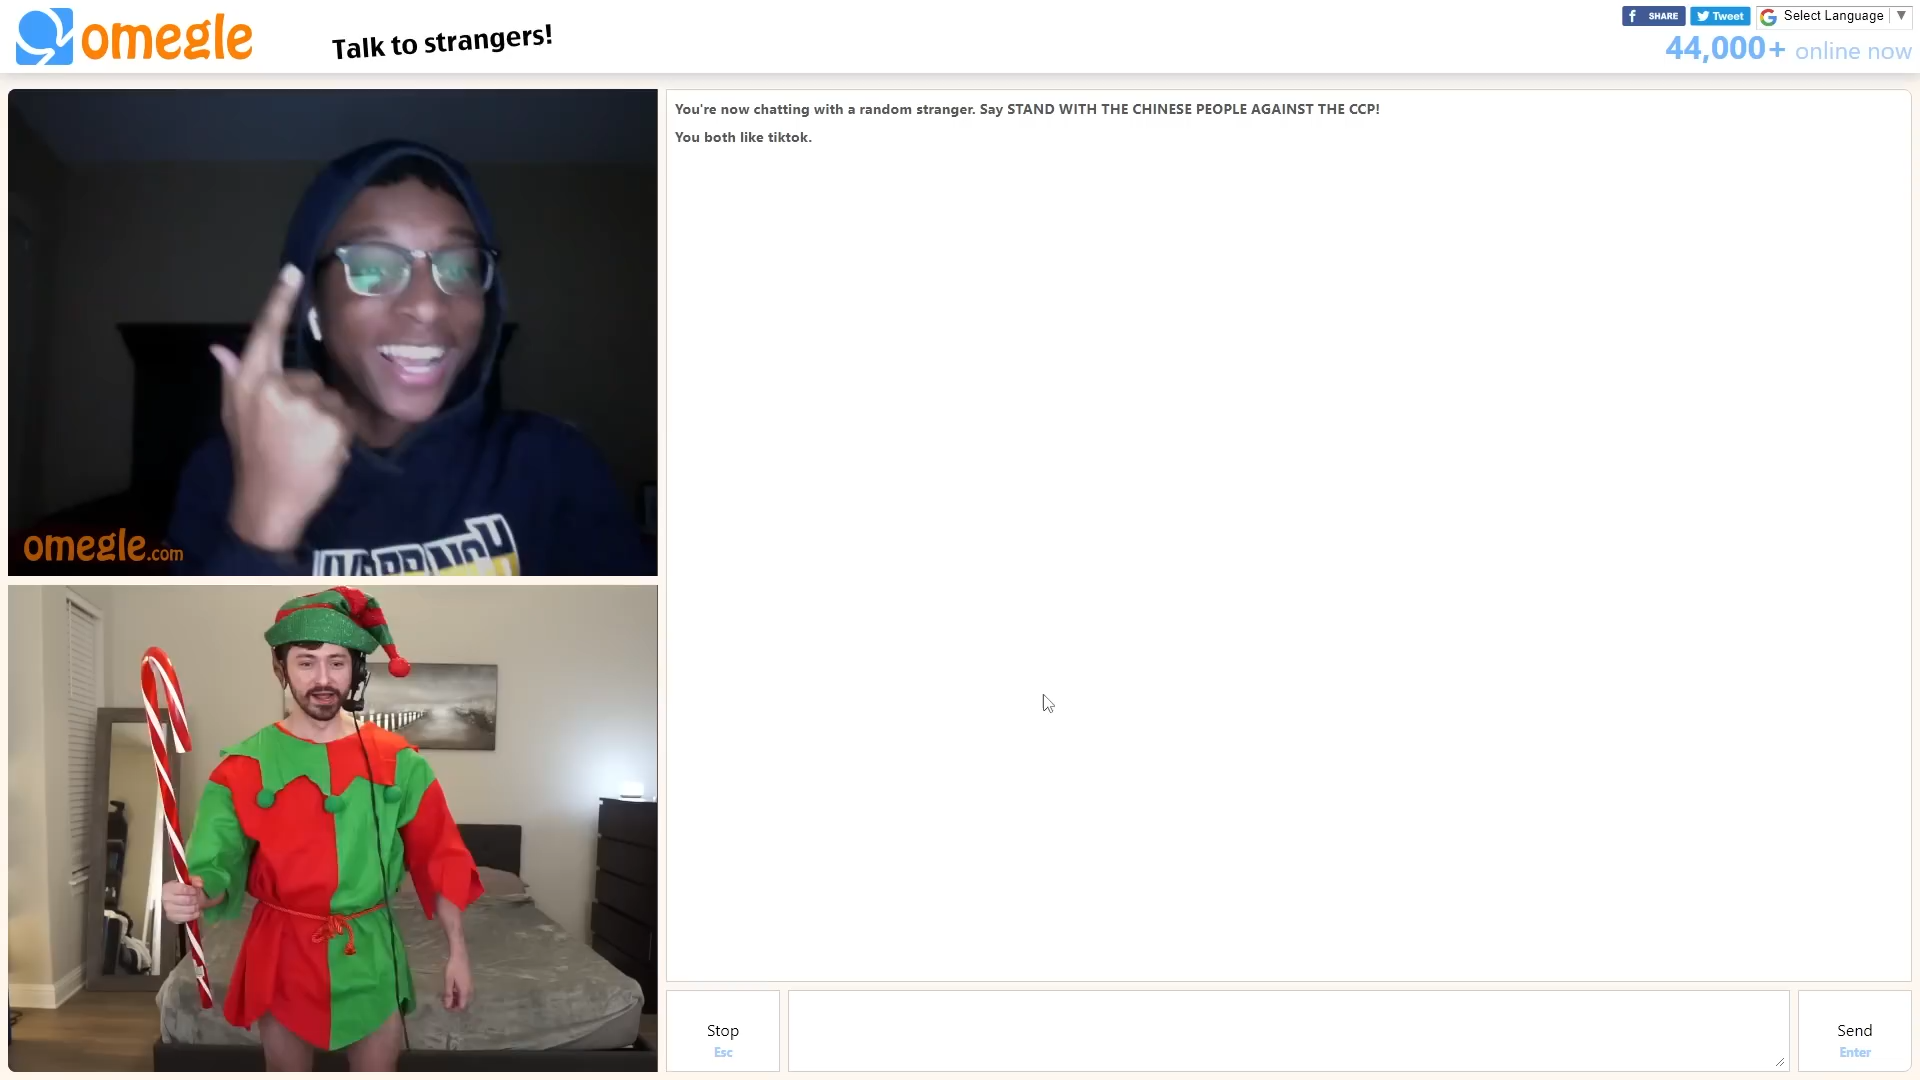 omegle
Talk to strangers!
SHARE
Tweet
Select Language
44,000+ online now
You're now chatting with a random stranger. Say STAND WITH THE CHINESE PEOPLE AGAINST THE CCP!
You both like tiktok.
omegle.com
Stop
Esc
Send
Enter